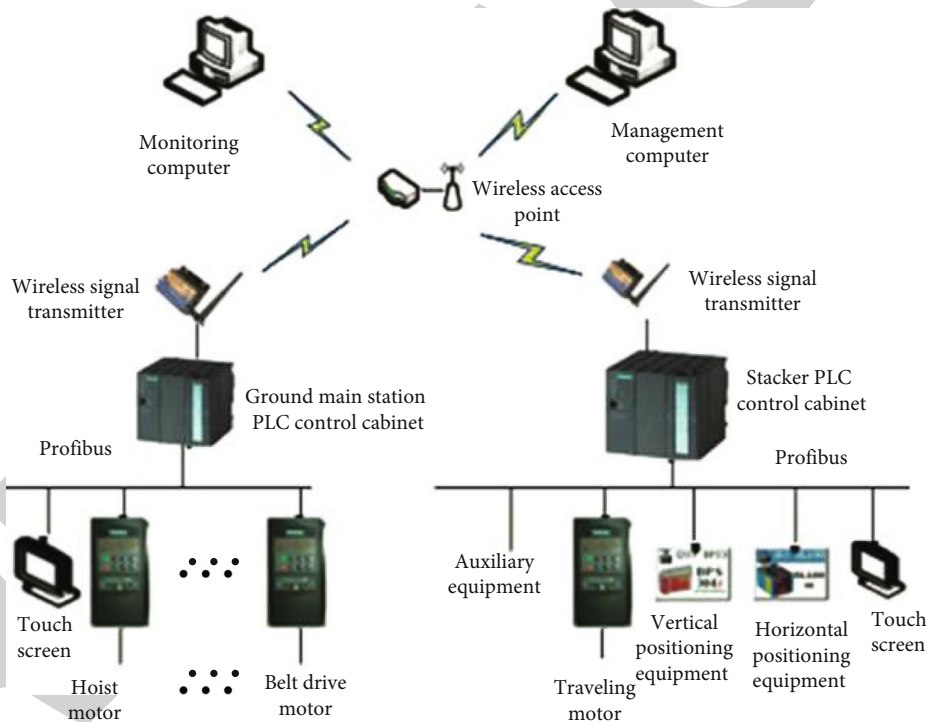 Monitoring
computer
Management
computer
Wireless access
point
Wireless signal
transmitter
Wireless signal
transmitter
Ground main station
PLC control cabinet
Stacker PLC
control cabinet
Profibus
Profibus
Touch
screen
Hoist
motor
Belt drive
motor
Auxiliary
equipment
Traveling
motor
Vertical
positioning
equipment
Horizontal
positioning
equipment
Touch
screen